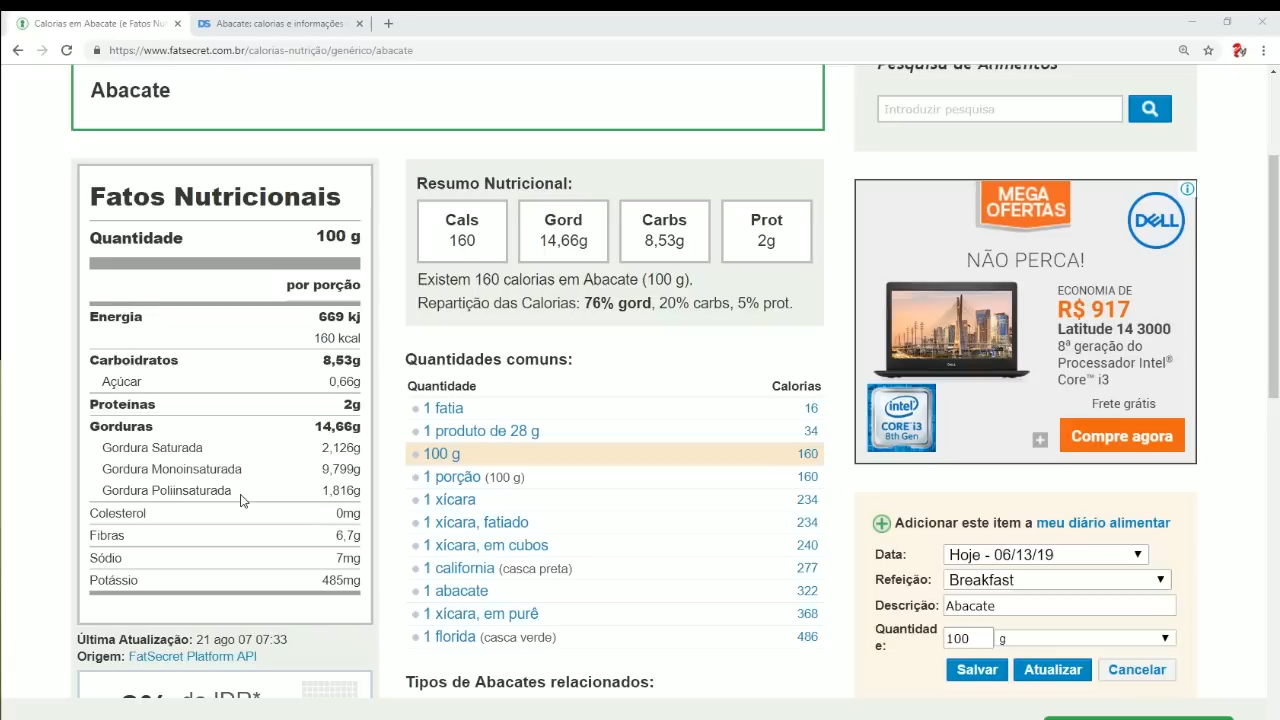 Calorias em Abacate (e Fatos Nut
Abacate: calorias e informações
https://www.fatsecret.com.br/calorias-nutrição/genérico/abacate
Abacate
Fatos Nutricionais
Quantidade 100 g
por porção
Energia 669 kj
160 kcal
Carboidratos 8,53g
Açúcar 0,66g
Proteínas 2g
Gorduras 14,66g
Gordura Saturada 2,126g
Gordura Monoinsaturada 9,799g
Gordura Poliinsaturada 1,816g
Colesterol 0mg
Fibras 6,7g
Sódio 7mg
Potássio 485mg
Última Atualização: 21 ago 07 07:33
Origem: FatSecret Platform API
Resumo Nutricional:
Cals Gord Carbs Prot
160 14,66g 8,53g 2g
Existem 160 calorias em Abacate (100 g).
Repartição das Calorias: 76% gord, 20% carbs, 5% prot.
Quantidades comuns:
Quantidade Calorias
1 fatia 16
1 produto de 28 g 34
100 g 160
1 porção (100 g) 160
1 xícara 234
1 xícara, fatiado 234
1 xícara, em cubos 240
1 california (casca preta) 277
1 abacate 322
1 xícara, em purê 368
1 florida (casca verde) 486
Tipos de Abacates relacionados:
Pesquisa de Alimentos
Introduzir pesquisa
MEGA
OFERTAS
DELL
NÃO PERCA!
ECONOMIA DE
R$ 917
Latitude 14 3000
8ª geração do
Processador Intel®
Core™ i3
Frete grátis
Compre agora
intel
CORE i3
8th Gen
Adicionar este item a meu diário alimentar
Data: Hoje - 06/13/19
Refeição: Breakfast
Descrição: Abacate
Quantidad
e: 100 g
Salvar Atualizar Cancelar